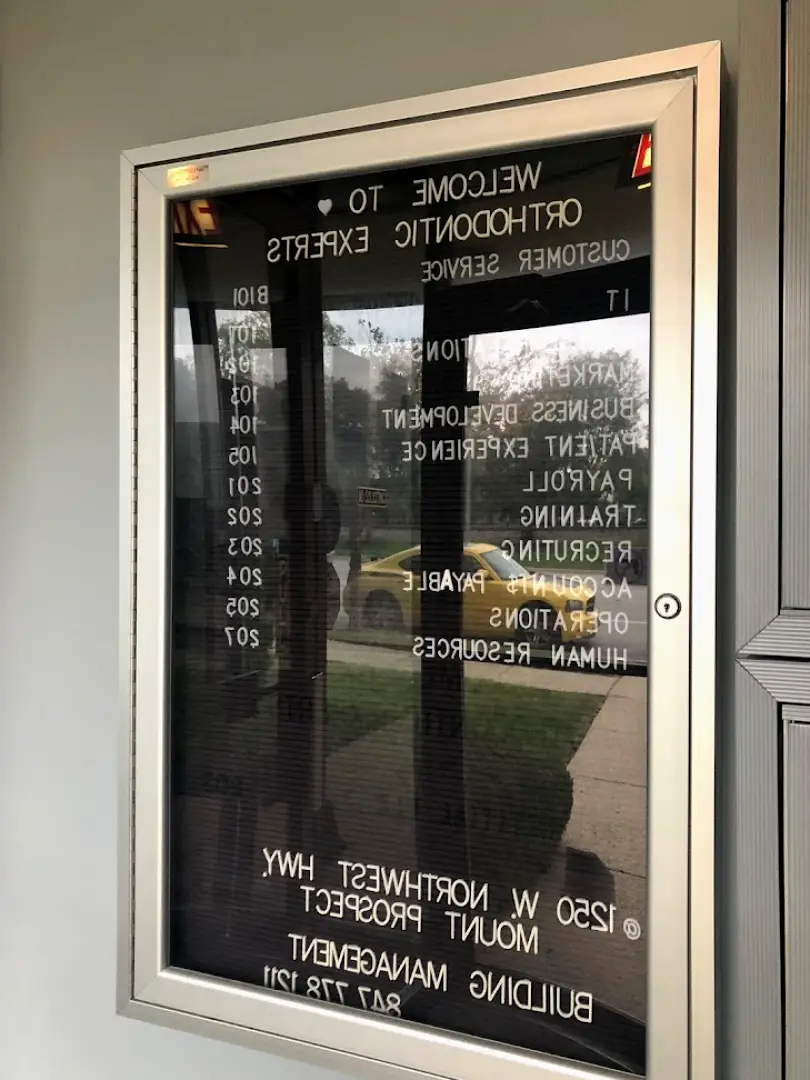 WELCOME TO ♥
ORTHODONTIC EXPERTS
CUSTOMER SERVICE B101
IT 101
102
MARKETING 103
BUSINESS DEVELOPMENT 104
PATIENT EXPERIENCE 105
PAYROLL 201
TRAINING 202
RECRUTING 203
ACCOUNTS PAYABLE 204
OPERATIONS 205
HUMAN RESOURCES 207
@ 1250 W. NORTHWEST HWY.
MOUNT PROSPECT
BUILDING MANAGEMENT
847 778 1211